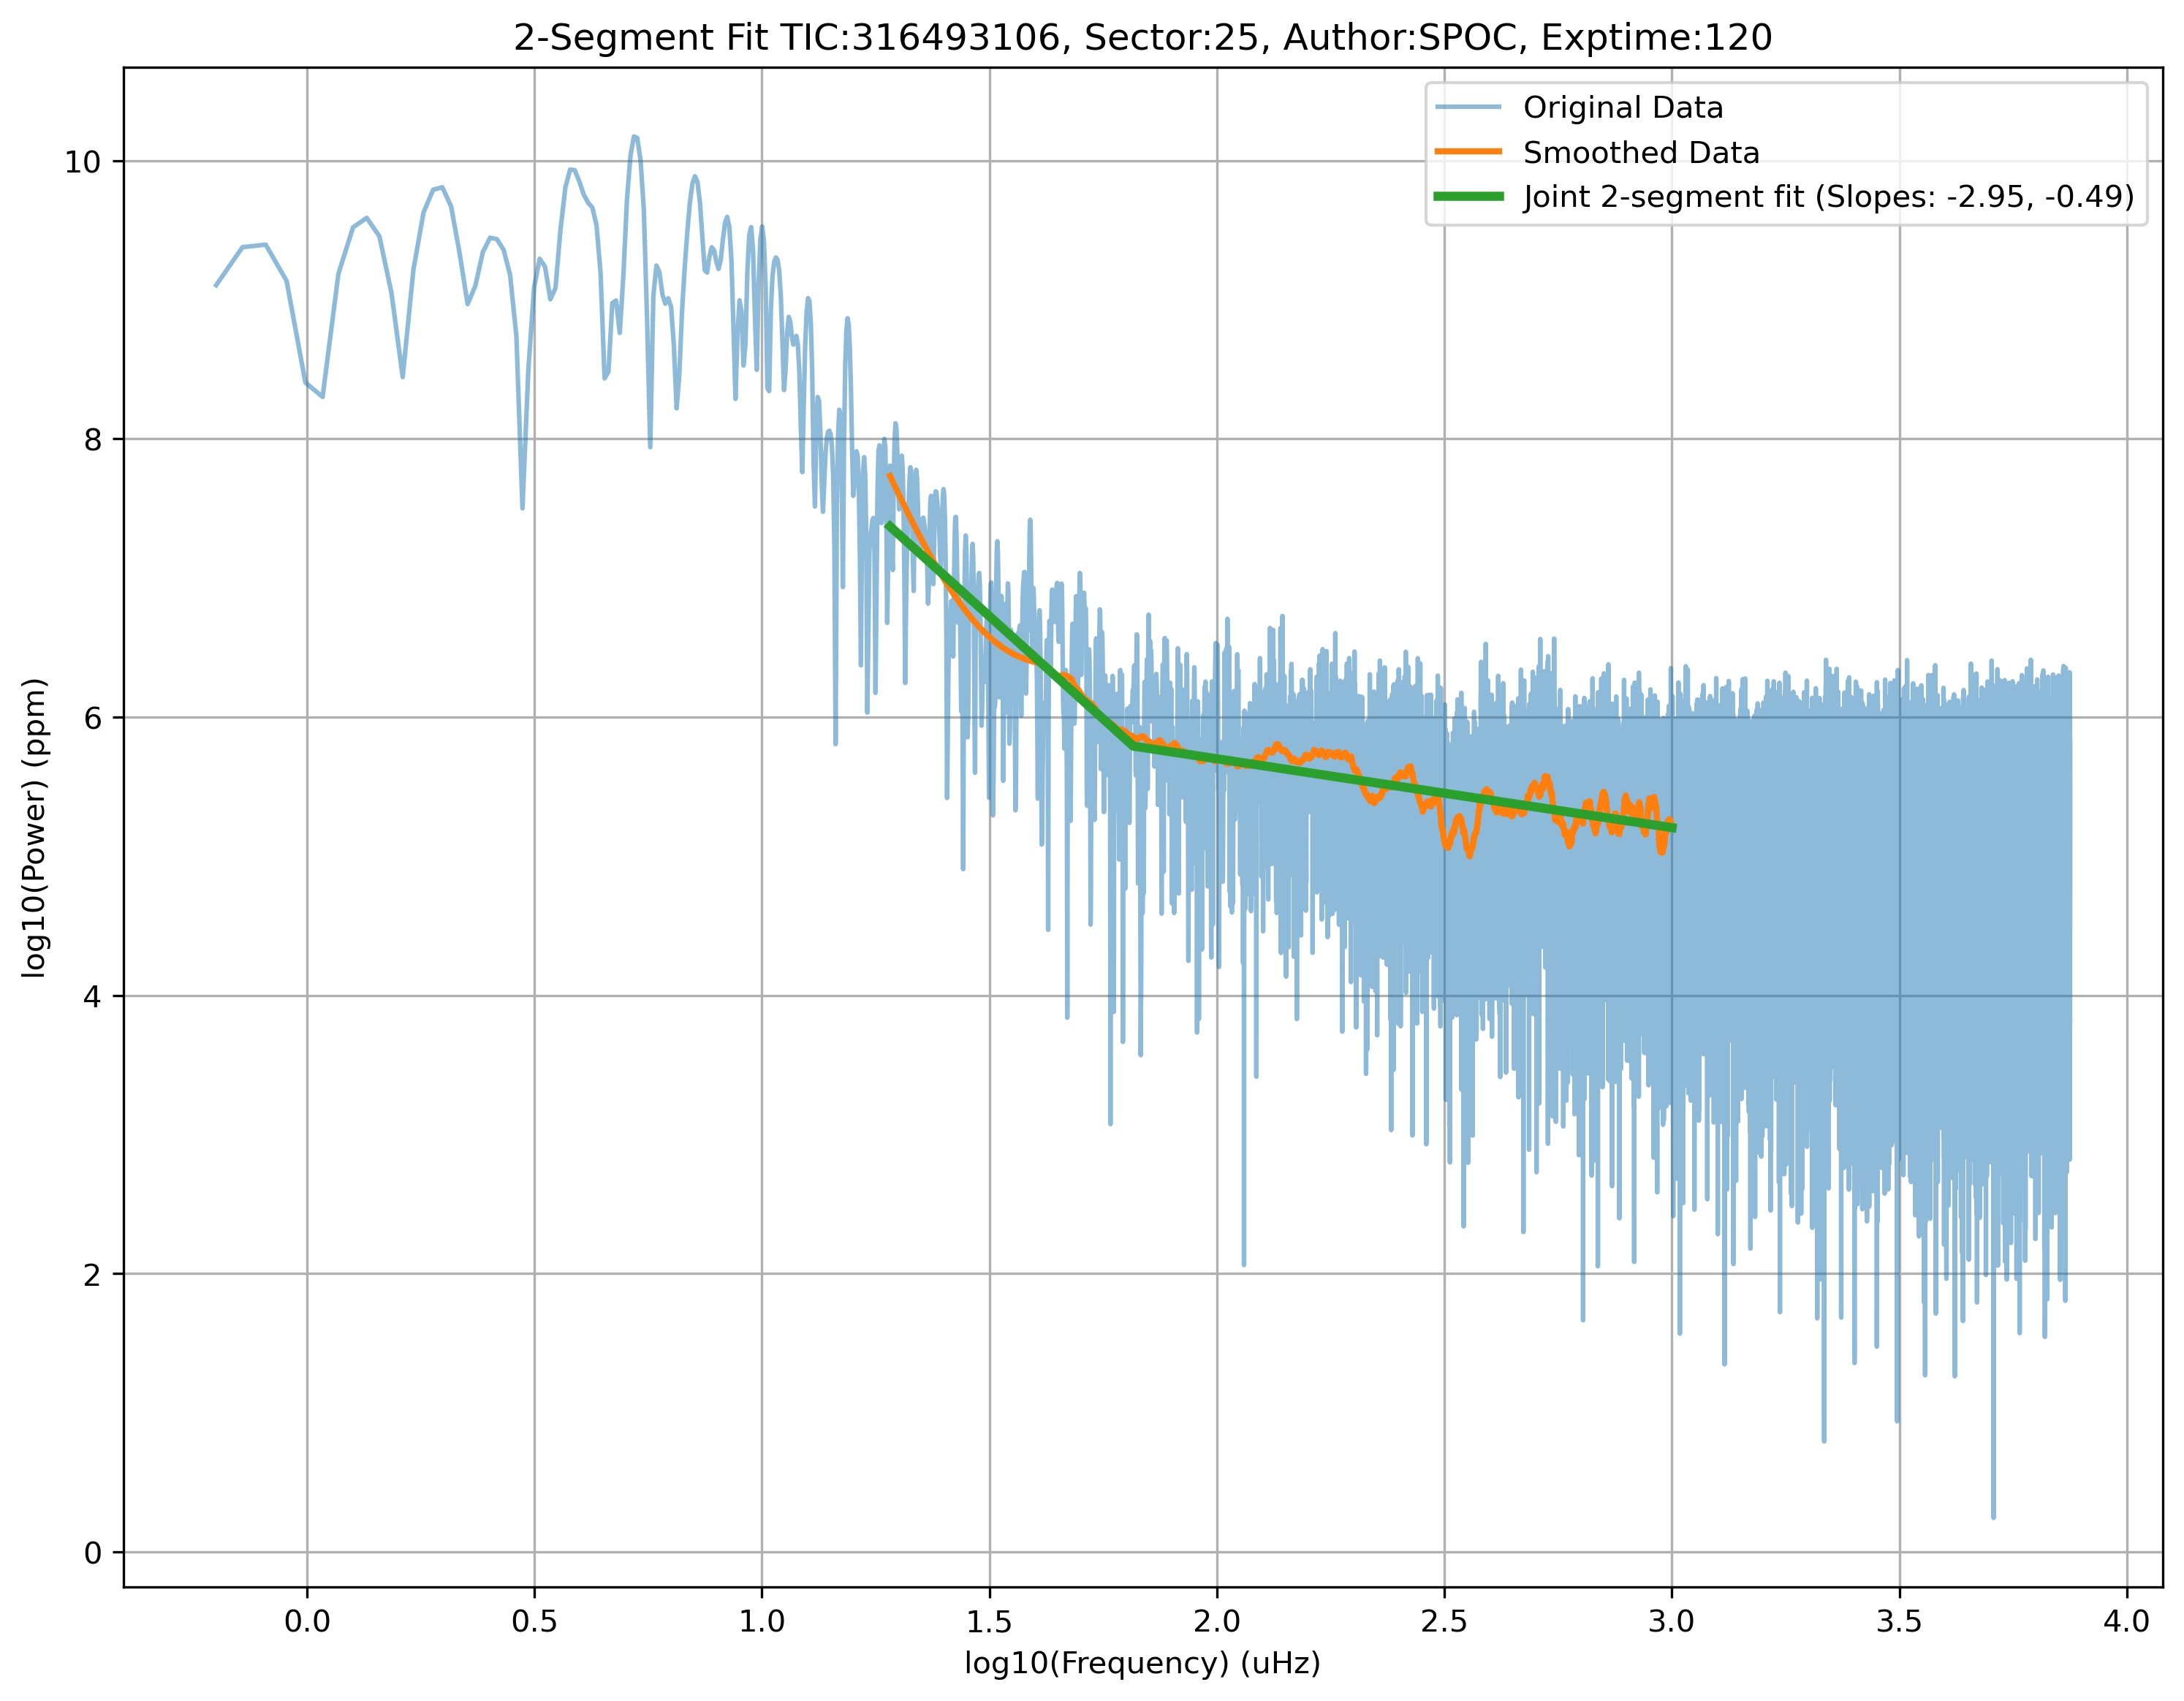 2-Segment Fit TIC:316493106, Sector:25, Author:SPOC, Exptime:120
Original Data
Smoothed Data
Joint 2-segment fit (Slopes: -2.95, -0.49)
log10(Power) (ppm)
10
8
6
4
2
0
0.0 0.5 1.0 1.5 2.0 2.5 3.0 3.5 4.0
log10(Frequency) (uHz)